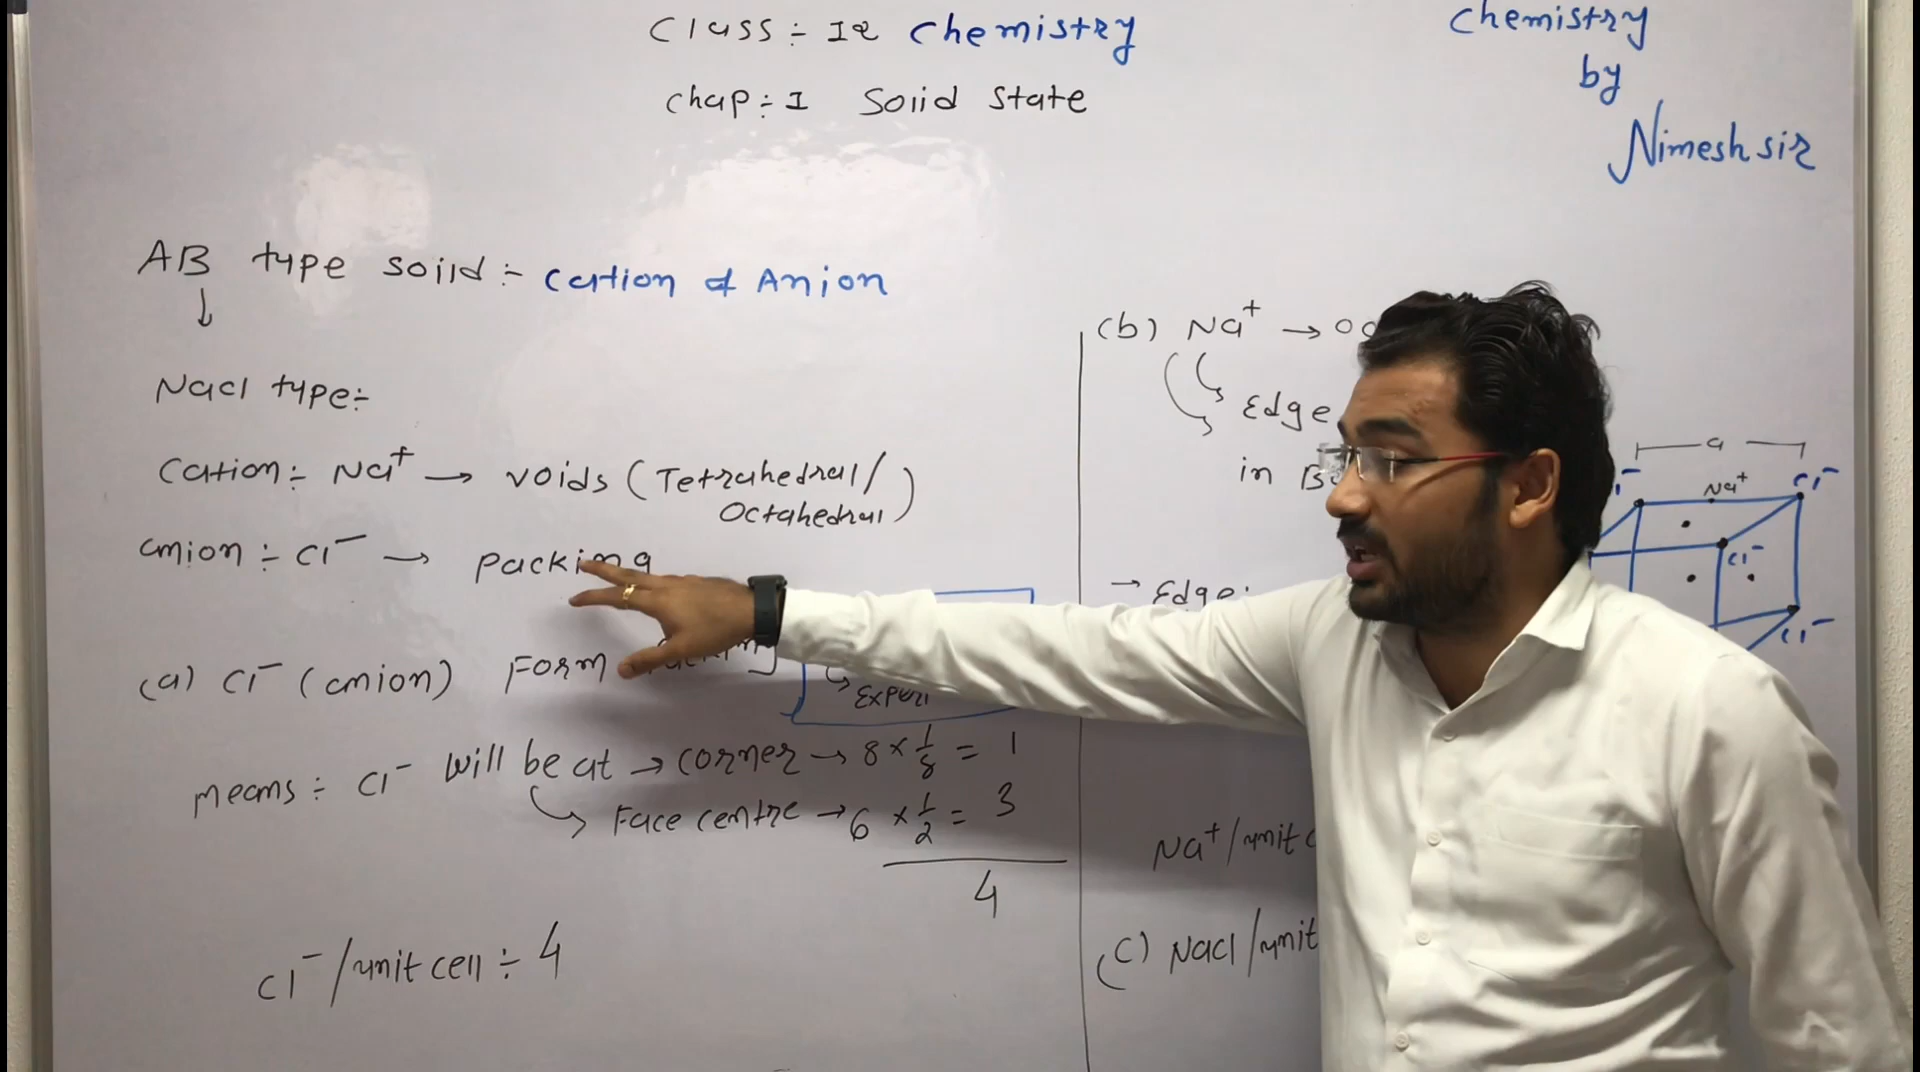 Class :- 12 Chemistry
Chap :- 1 Solid State
Chemistry
by
Nimesh sir
AB type solid :- Cation & Anion
↓
NaCl type :-
Cation :- Na⁺ → voids (Tetrahedral/
Octahedral)
anion :- Cl⁻ → packing
(a) Cl⁻ (anion) Form
means :- Cl⁻ will be at → corner → 8 × 1/8 = 1
↳ Face centre → 6 × 1/2 = 3
4
Cl⁻/unit cell :- 4
(b) Na⁺ →
Edge
in
→ Edge
Na⁺/unit
(c) NaCl/unit
a
Na⁺
Cl⁻
Cl⁻
Cl⁻